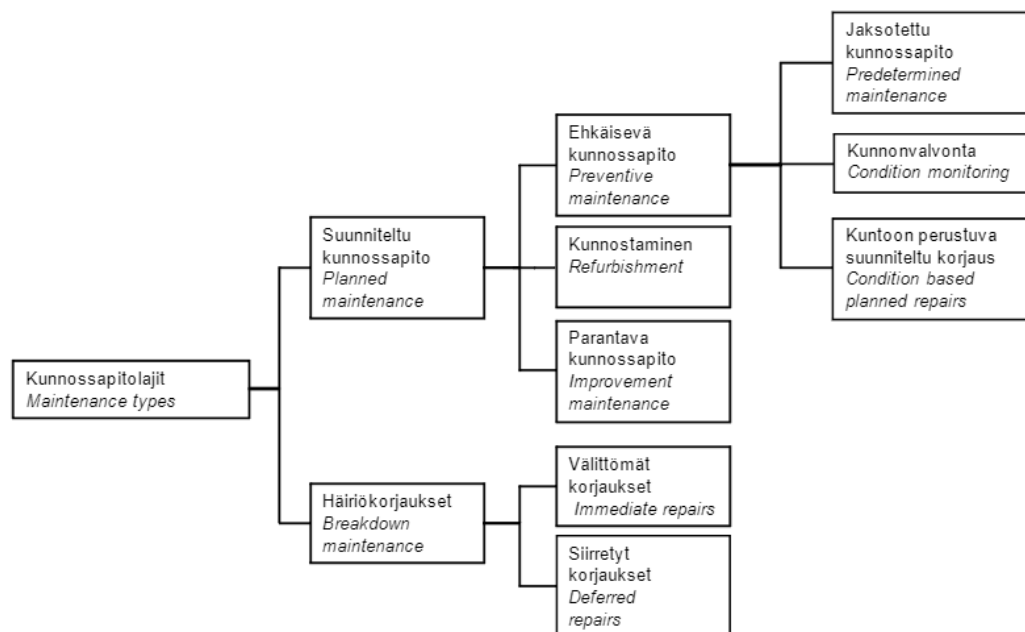 Kunnossapitolajit
Maintenance types
Suunniteltu
kunnossapito
Planned
maintenance
Häiriökorjaukset
Breakdown
maintenance
Ehkäisevä
kunnossapito
Preventive
maintenance
Kunnostaminen
Refurbishment
Parantava
kunnossapito
Improvement
maintenance
Välittömät
korjaukset
Immediate repairs
Siirretyt
korjaukset
Deferred
repairs
Jaksotettu
kunnossapito
Predetermined
maintenance
Kunnonvalvonta
Condition monitoring
Kuntoon perustuva
suunniteltu korjaus
Condition based
planned repairs